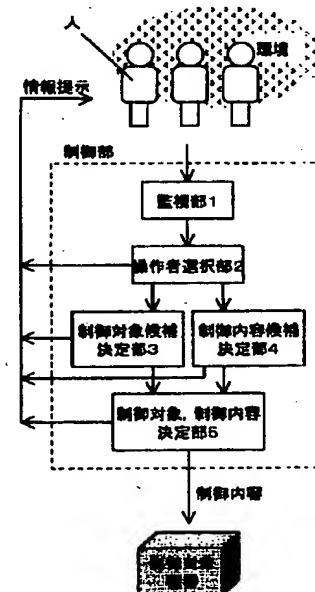 人
環境
情報提示
制御部
監視部1
操作者選択部2
制御対象候補
決定部3
制御内容候補
決定部4
制御対象,制御内容
決定部5
制御内容